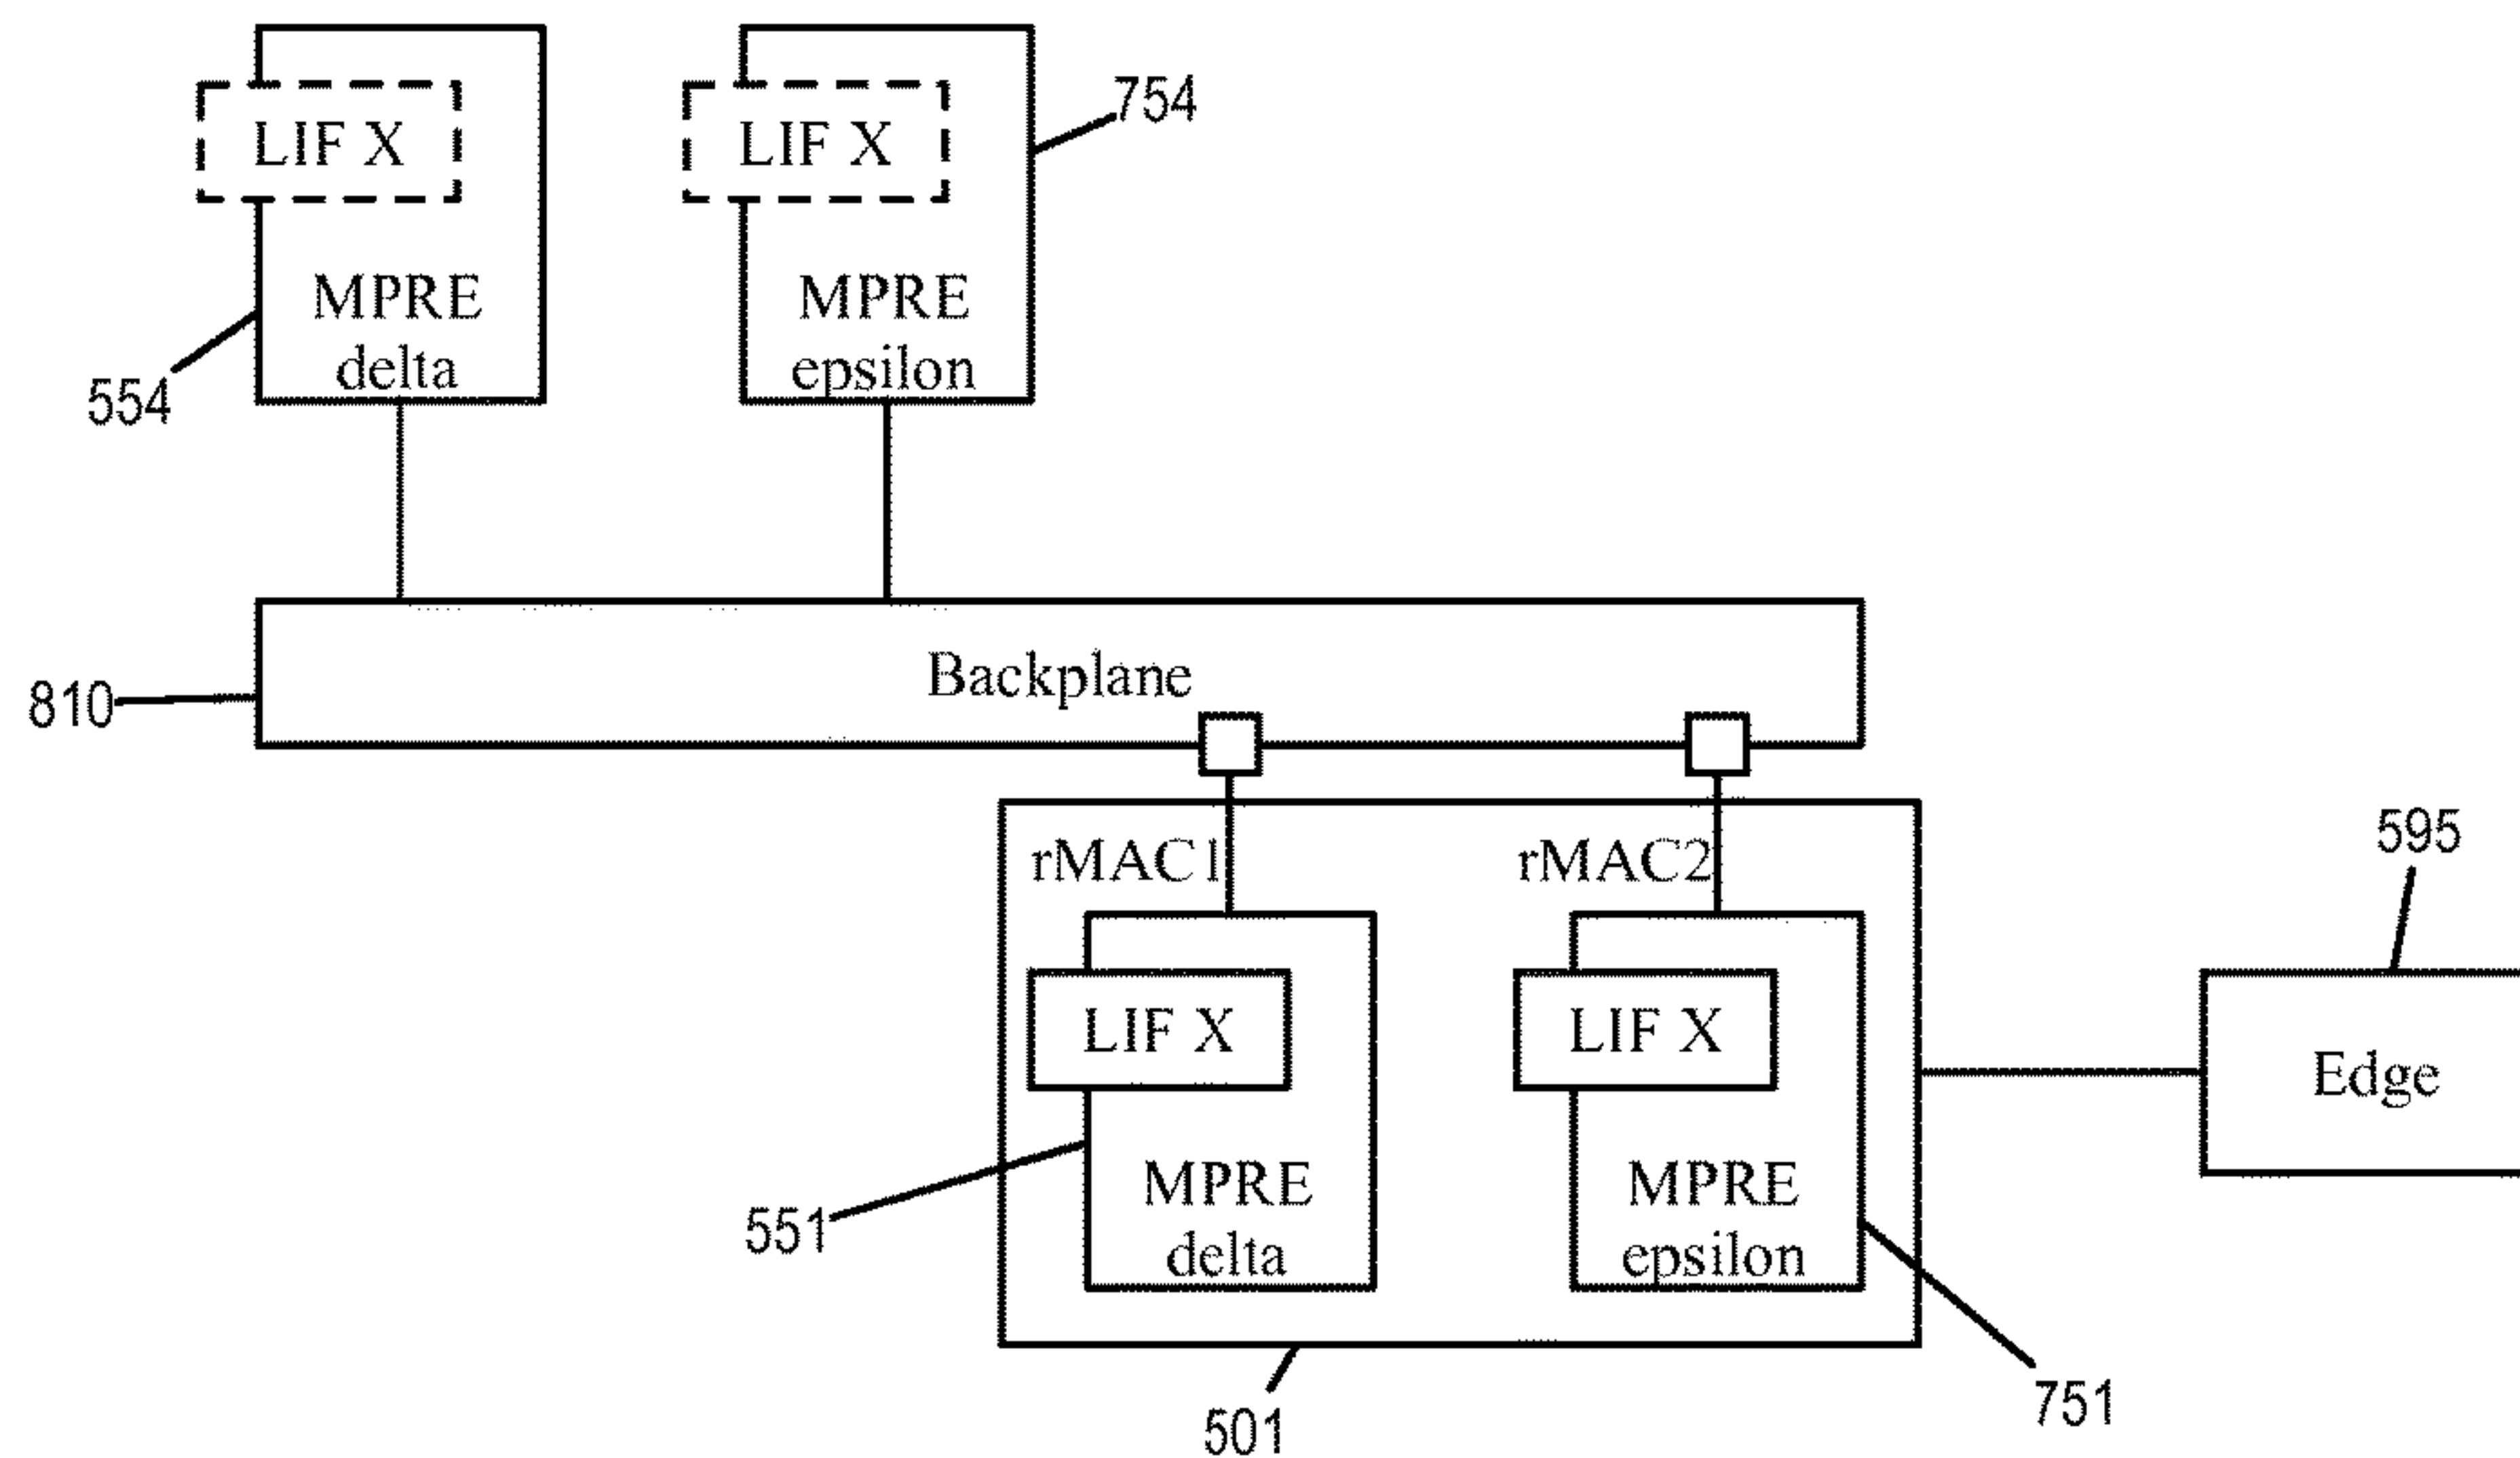 754
LIF X
LIF X
MPRE
delta
MPRE
epsilon
554
Backplane
810
rMAC1
rMAC2
595
LIF X
LIF X
Edge
MPRE
delta
MPRE
epsilon
551
751
501